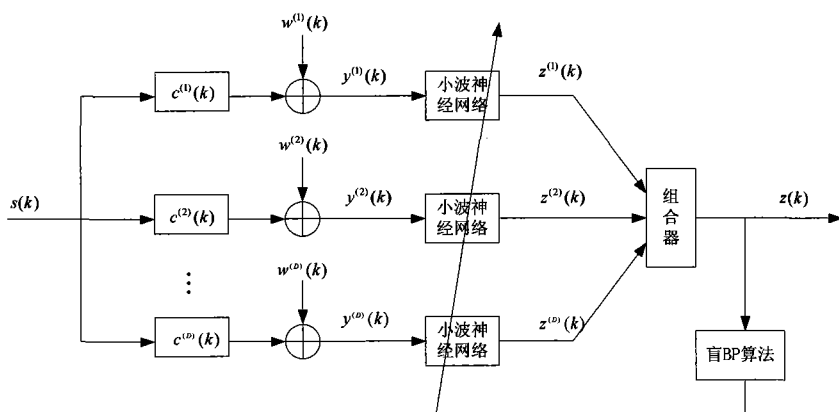 w⁽¹⁾(k)
c⁽¹⁾(k)
y⁽¹⁾(k)
小波神
经网络
z⁽¹⁾(k)
w⁽²⁾(k)
s(k)
c⁽²⁾(k)
y⁽²⁾(k)
小波神
经网络
z⁽²⁾(k)
组
合
器
z(k)
⋮
w⁽ᴰ⁾(k)
c⁽ᴰ⁾(k)
y⁽ᴰ⁾(k)
小波神
经网络
z⁽ᴰ⁾(k)
盲BP算法